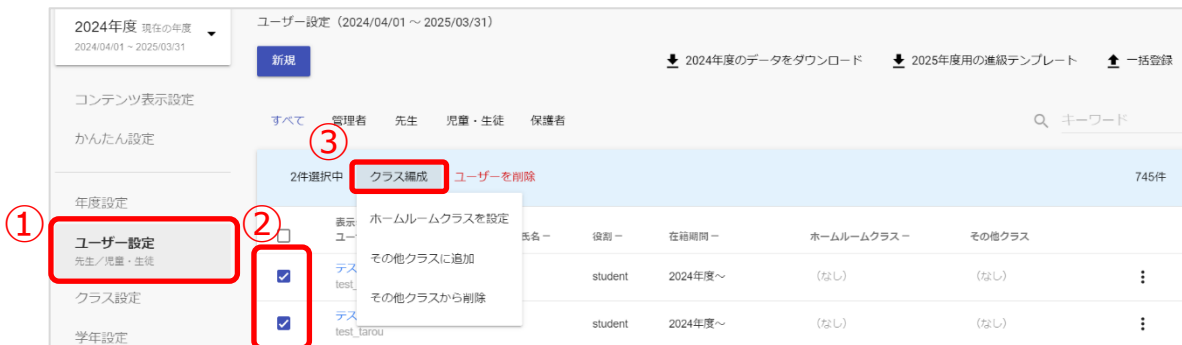 2024年度 現在の年度
2024/04/01 ~ 2025/03/31
ユーザー設定（2024/04/01 ～ 2025/03/31）
新規
2024年度のデータをダウンロード
2025年度用の進級テンプレート
一括登録
コンテンツ表示設定
かんたん設定
すべて 管理者 先生 児童・生徒 保護者
キーワード
③
2件選択中 クラス編成 ユーザーを削除 745件
年度設定
① ユーザー設定
先生／児童・生徒
クラス設定
学年設定
ホームルームクラスを設定
その他クラスに追加
その他クラスから削除
②
表示
ユー
氏名ー 役割ー 在籍期間ー ホームルームクラスー その他クラス
テス
test_
student 2024年度～ （なし） （なし）
テス
test_tarou
student 2024年度～ （なし） （なし）